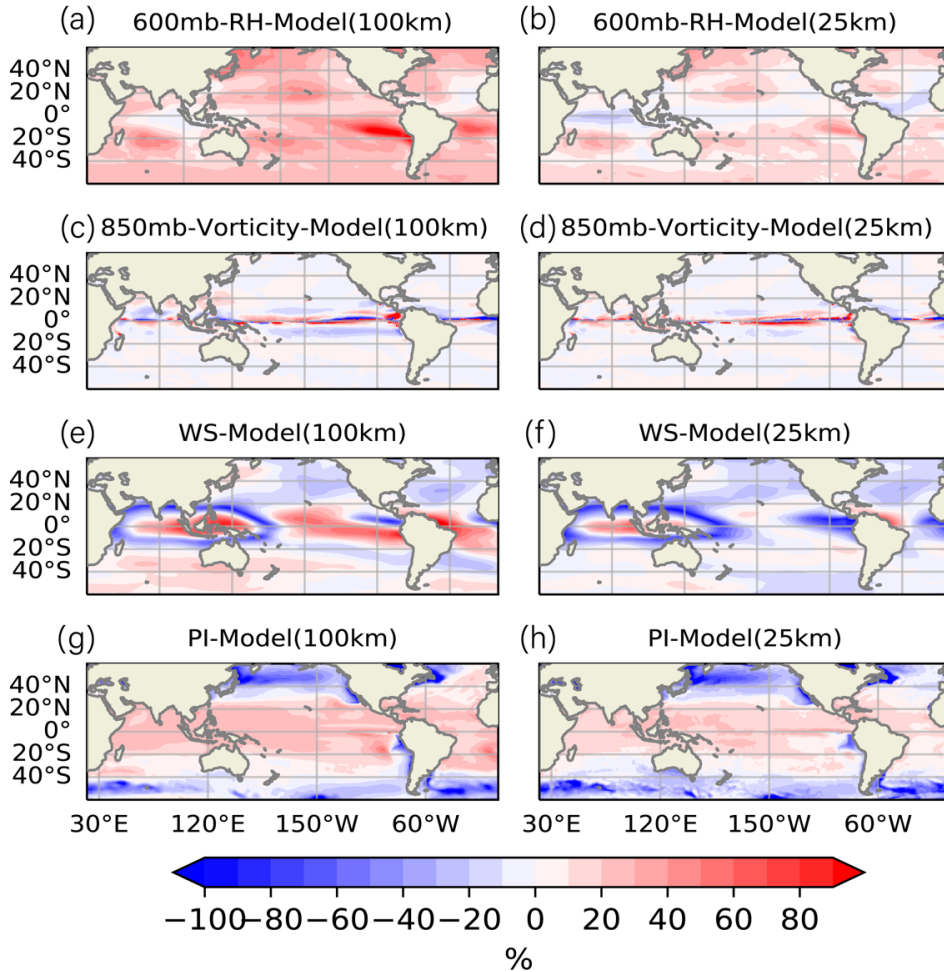 (a) 600mb-RH-Model(100km)
(b) 600mb-RH-Model(25km)
40°N
20°N
0°
20°S
40°S
(c) 850mb-Vorticity-Model(100km)
(d) 850mb-Vorticity-Model(25km)
40°N
20°N
0°
20°S
40°S
(e) WS-Model(100km)
(f) WS-Model(25km)
40°N
20°N
0°
20°S
40°S
(g) PI-Model(100km)
(h) PI-Model(25km)
40°N
20°N
0°
20°S
40°S
30°E 120°E 150°W 60°W
30°E 120°E 150°W 60°W
−100 −80 −60 −40 −20 0 20 40 60 80
%